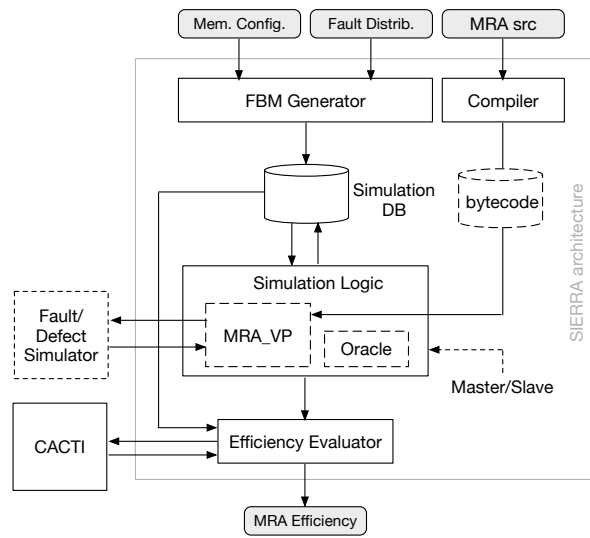 Mem. Config.
Fault Distrib.
MRA src
FBM Generator
Compiler
Simulation
DB
bytecode
SIERRA architecture
Simulation Logic
Fault/
Defect
Simulator
MRA_VP
Oracle
Master/Slave
CACTI
Efficiency Evaluator
MRA Efficiency